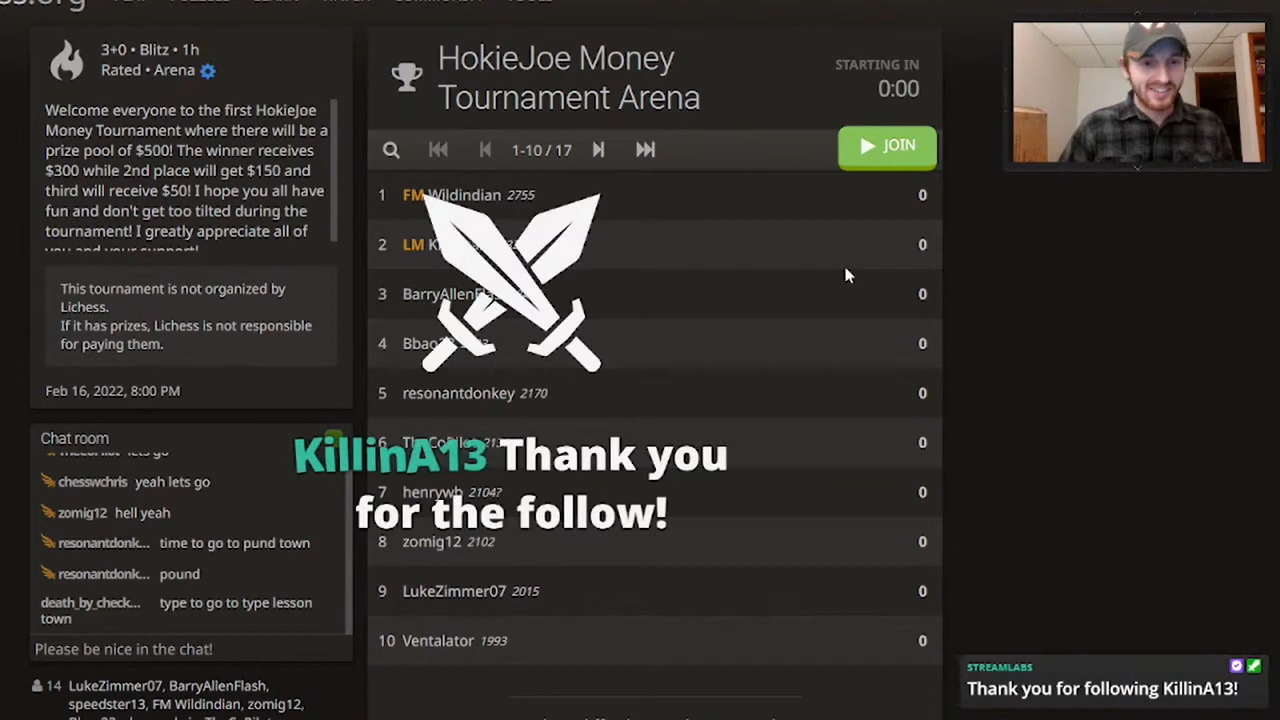 3+0 • Blitz • 1h
Rated • Arena
Welcome everyone to the first HokieJoe
Money Tournament where there will be a
prize pool of $500! The winner receives
$300 while 2nd place will get $150 and
third will receive $50! I hope you all have
fun and don't get too tilted during the
tournament! I greatly appreciate all of
you and your support!
This tournament is not organized by
Lichess.
If it has prizes, Lichess is not responsible
for paying them.
Feb 16, 2022, 8:00 PM
Chat room
chesswchris yeah lets go
zomig12 hell yeah
resonantdonk... time to go to pund town
resonantdonk... pound
death_by_check... type to go to type lesson
town
Please be nice in the chat!
14 LukeZimmer07, BarryAllenFlash,
speedster13, FM Wildindian, zomig12,
HokieJoe Money
Tournament Arena
STARTING IN
0:00
1-10 / 17
JOIN
1 FM Wildindian 2755 0
2 LM 0
3 BarryAllenFlash 0
4 0
5 resonantdonkey 2170 0
6 TheCoPilot 0
7 henrywb 2104? 0
8 zomig12 2102 0
9 LukeZimmer07 2015 0
10 Ventalator 1993 0
KillinA13 Thank you
for the follow!
STREAMLABS
Thank you for following KillinA13!